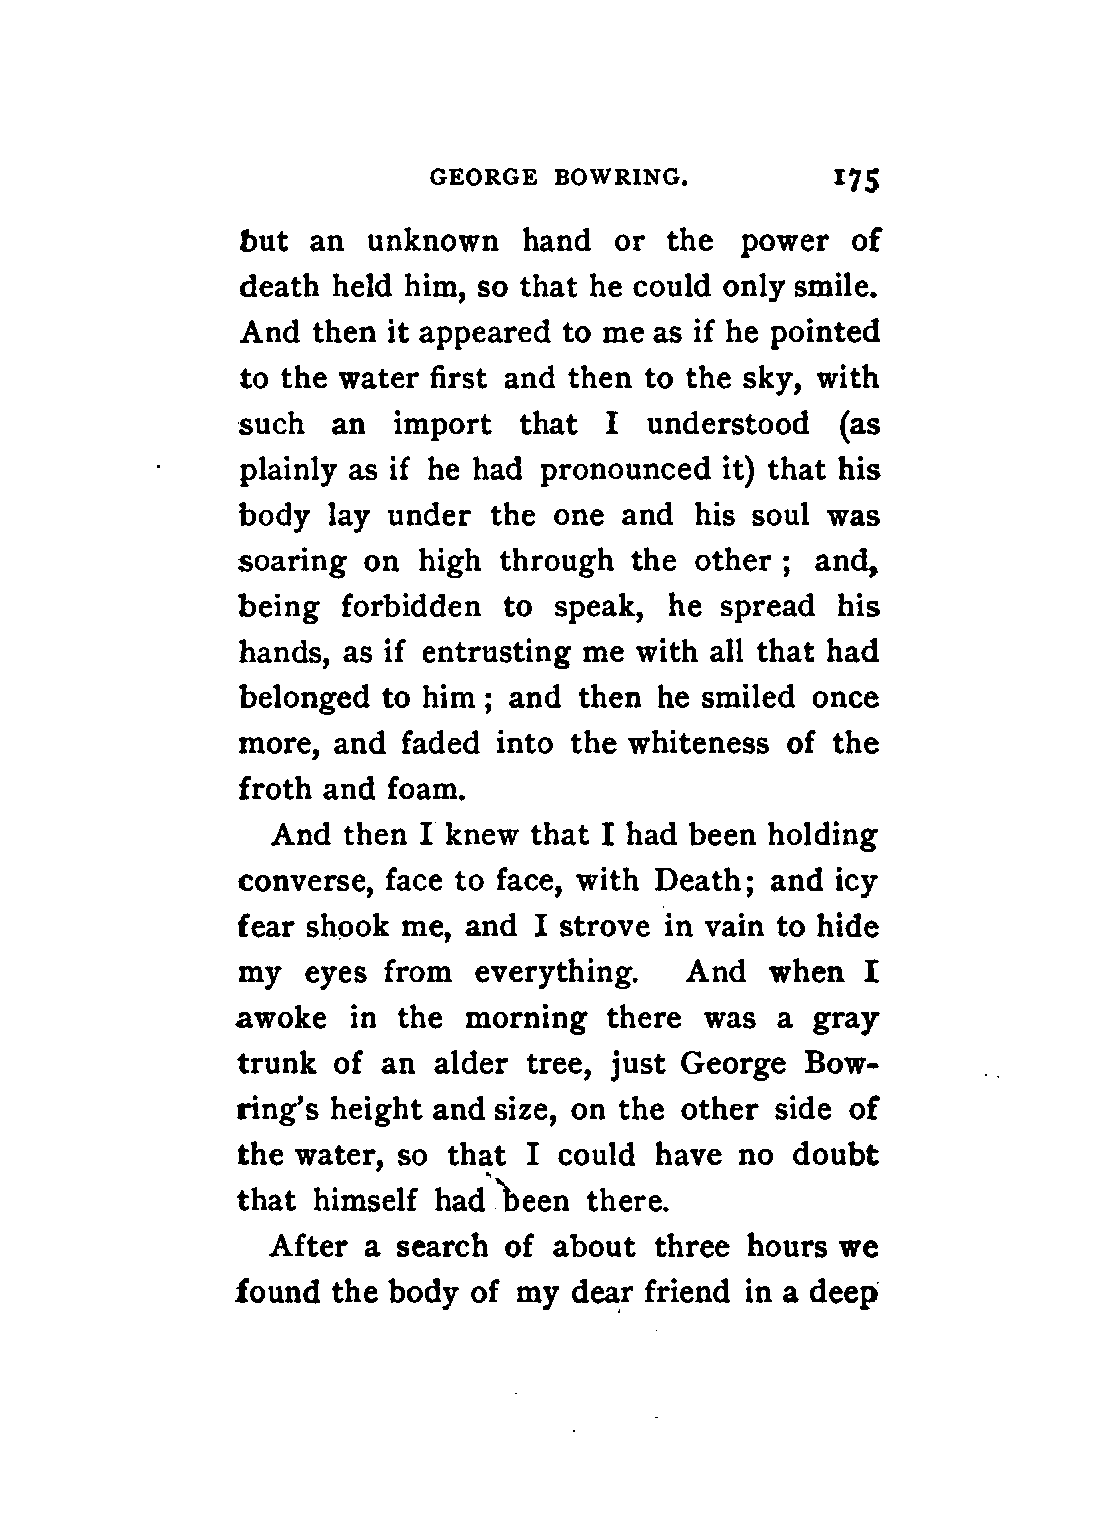 GEORGE BOWRING. 175
but an unknown hand or the power of
death held him, so that he could only smile.
And then it appeared to me as if he pointed
to the water first and then to the sky, with
such an import that I understood (as
plainly as if he had pronounced it) that his
body lay under the one and his soul was
soaring on high through the other ; and,
being forbidden to speak, he spread his
hands, as if entrusting me with all that had
belonged to him ; and then he smiled once
more, and faded into the whiteness of the
froth and foam.
And then I knew that I had been holding
converse, face to face, with Death; and icy
fear shook me, and I strove in vain to hide
my eyes from everything. And when I
awoke in the morning there was a gray
trunk of an alder tree, just George Bow-
ring's height and size, on the other side of
the water, so that I could have no doubt
that himself had been there.
After a search of about three hours we
found the body of my dear friend in a deep